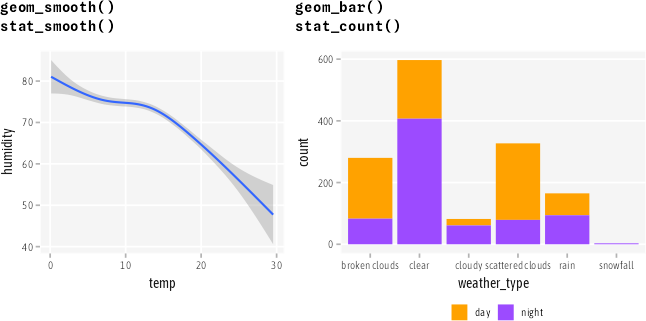 geom_smooth()
stat_smooth()
80
70
60
50
40
humidity
0 10 20 30
temp
geom_bar()
stat_count()
600
400
200
0
count
broken clouds clear cloudy scattered clouds rain snowfall
weather_type
day night